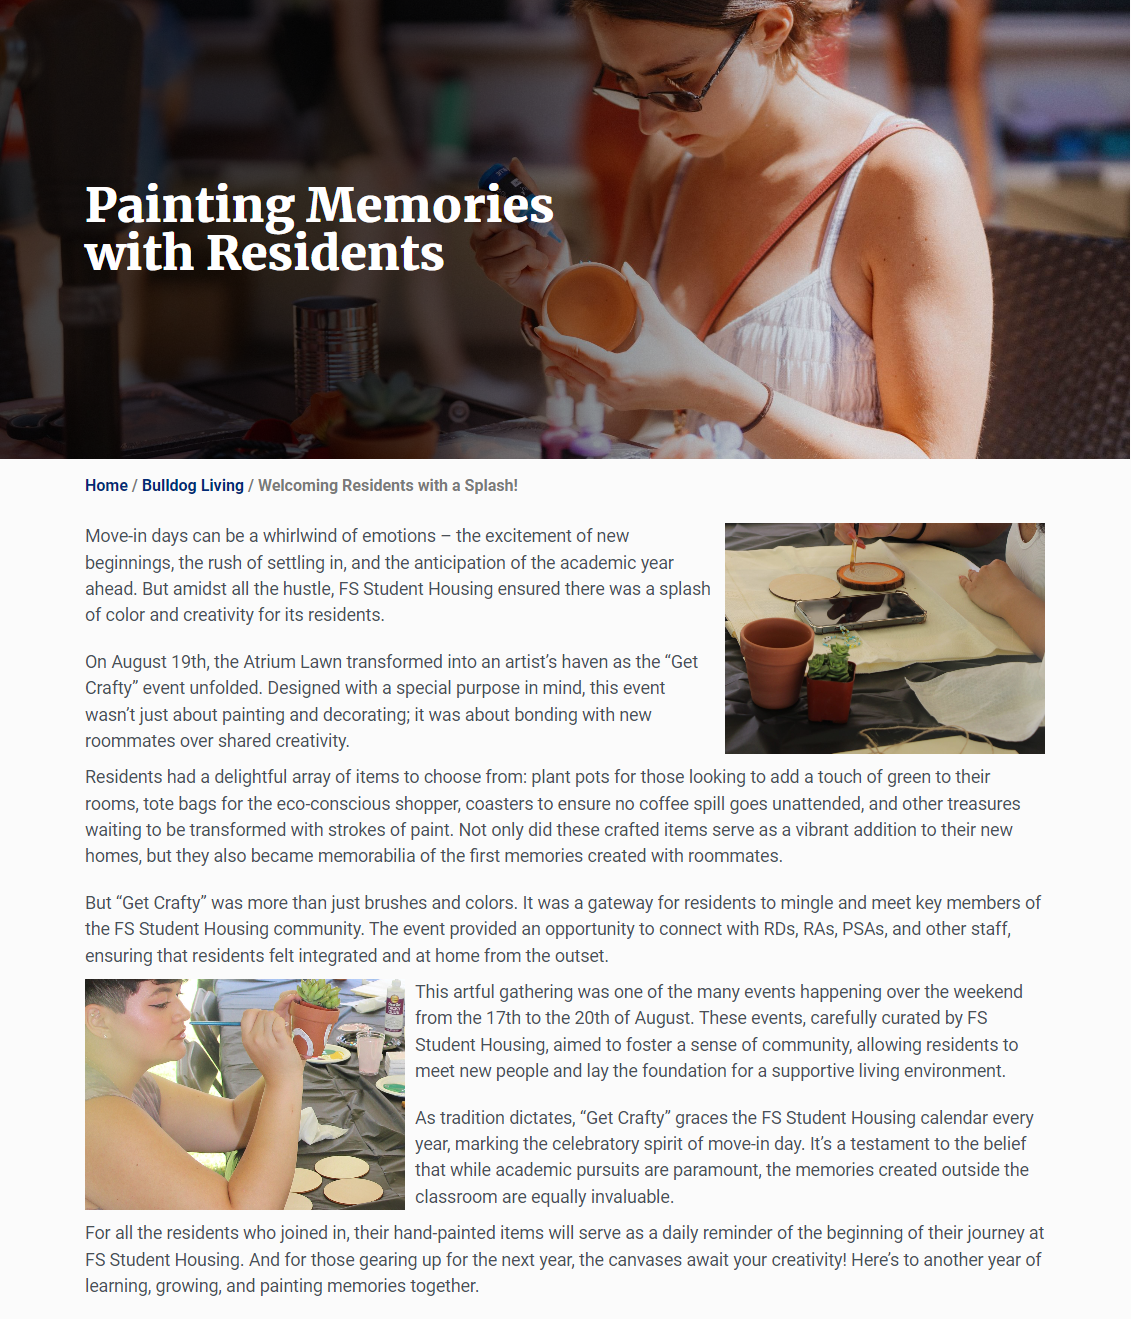 Painting Memories
with Residents
Home / Bulldog Living / Welcoming Residents with a Splash!
Move-in days can be a whirlwind of emotions – the excitement of new
beginnings, the rush of settling in, and the anticipation of the academic year
ahead. But amidst all the hustle, FS Student Housing ensured there was a splash
of color and creativity for its residents.
On August 19th, the Atrium Lawn transformed into an artist’s haven as the “Get
Crafty” event unfolded. Designed with a special purpose in mind, this event
wasn’t just about painting and decorating; it was about bonding with new
roommates over shared creativity.
Residents had a delightful array of items to choose from: plant pots for those looking to add a touch of green to their
rooms, tote bags for the eco-conscious shopper, coasters to ensure no coffee spill goes unattended, and other treasures
waiting to be transformed with strokes of paint. Not only did these crafted items serve as a vibrant addition to their new
homes, but they also became memorabilia of the first memories created with roommates.
But “Get Crafty” was more than just brushes and colors. It was a gateway for residents to mingle and meet key members of
the FS Student Housing community. The event provided an opportunity to connect with RDs, RAs, PSAs, and other staff,
ensuring that residents felt integrated and at home from the outset.
This artful gathering was one of the many events happening over the weekend
from the 17th to the 20th of August. These events, carefully curated by FS
Student Housing, aimed to foster a sense of community, allowing residents to
meet new people and lay the foundation for a supportive living environment.
As tradition dictates, “Get Crafty” graces the FS Student Housing calendar every
year, marking the celebratory spirit of move-in day. It’s a testament to the belief
that while academic pursuits are paramount, the memories created outside the
classroom are equally invaluable.
For all the residents who joined in, their hand-painted items will serve as a daily reminder of the beginning of their journey at
FS Student Housing. And for those gearing up for the next year, the canvases await your creativity! Here’s to another year of
learning, growing, and painting memories together.